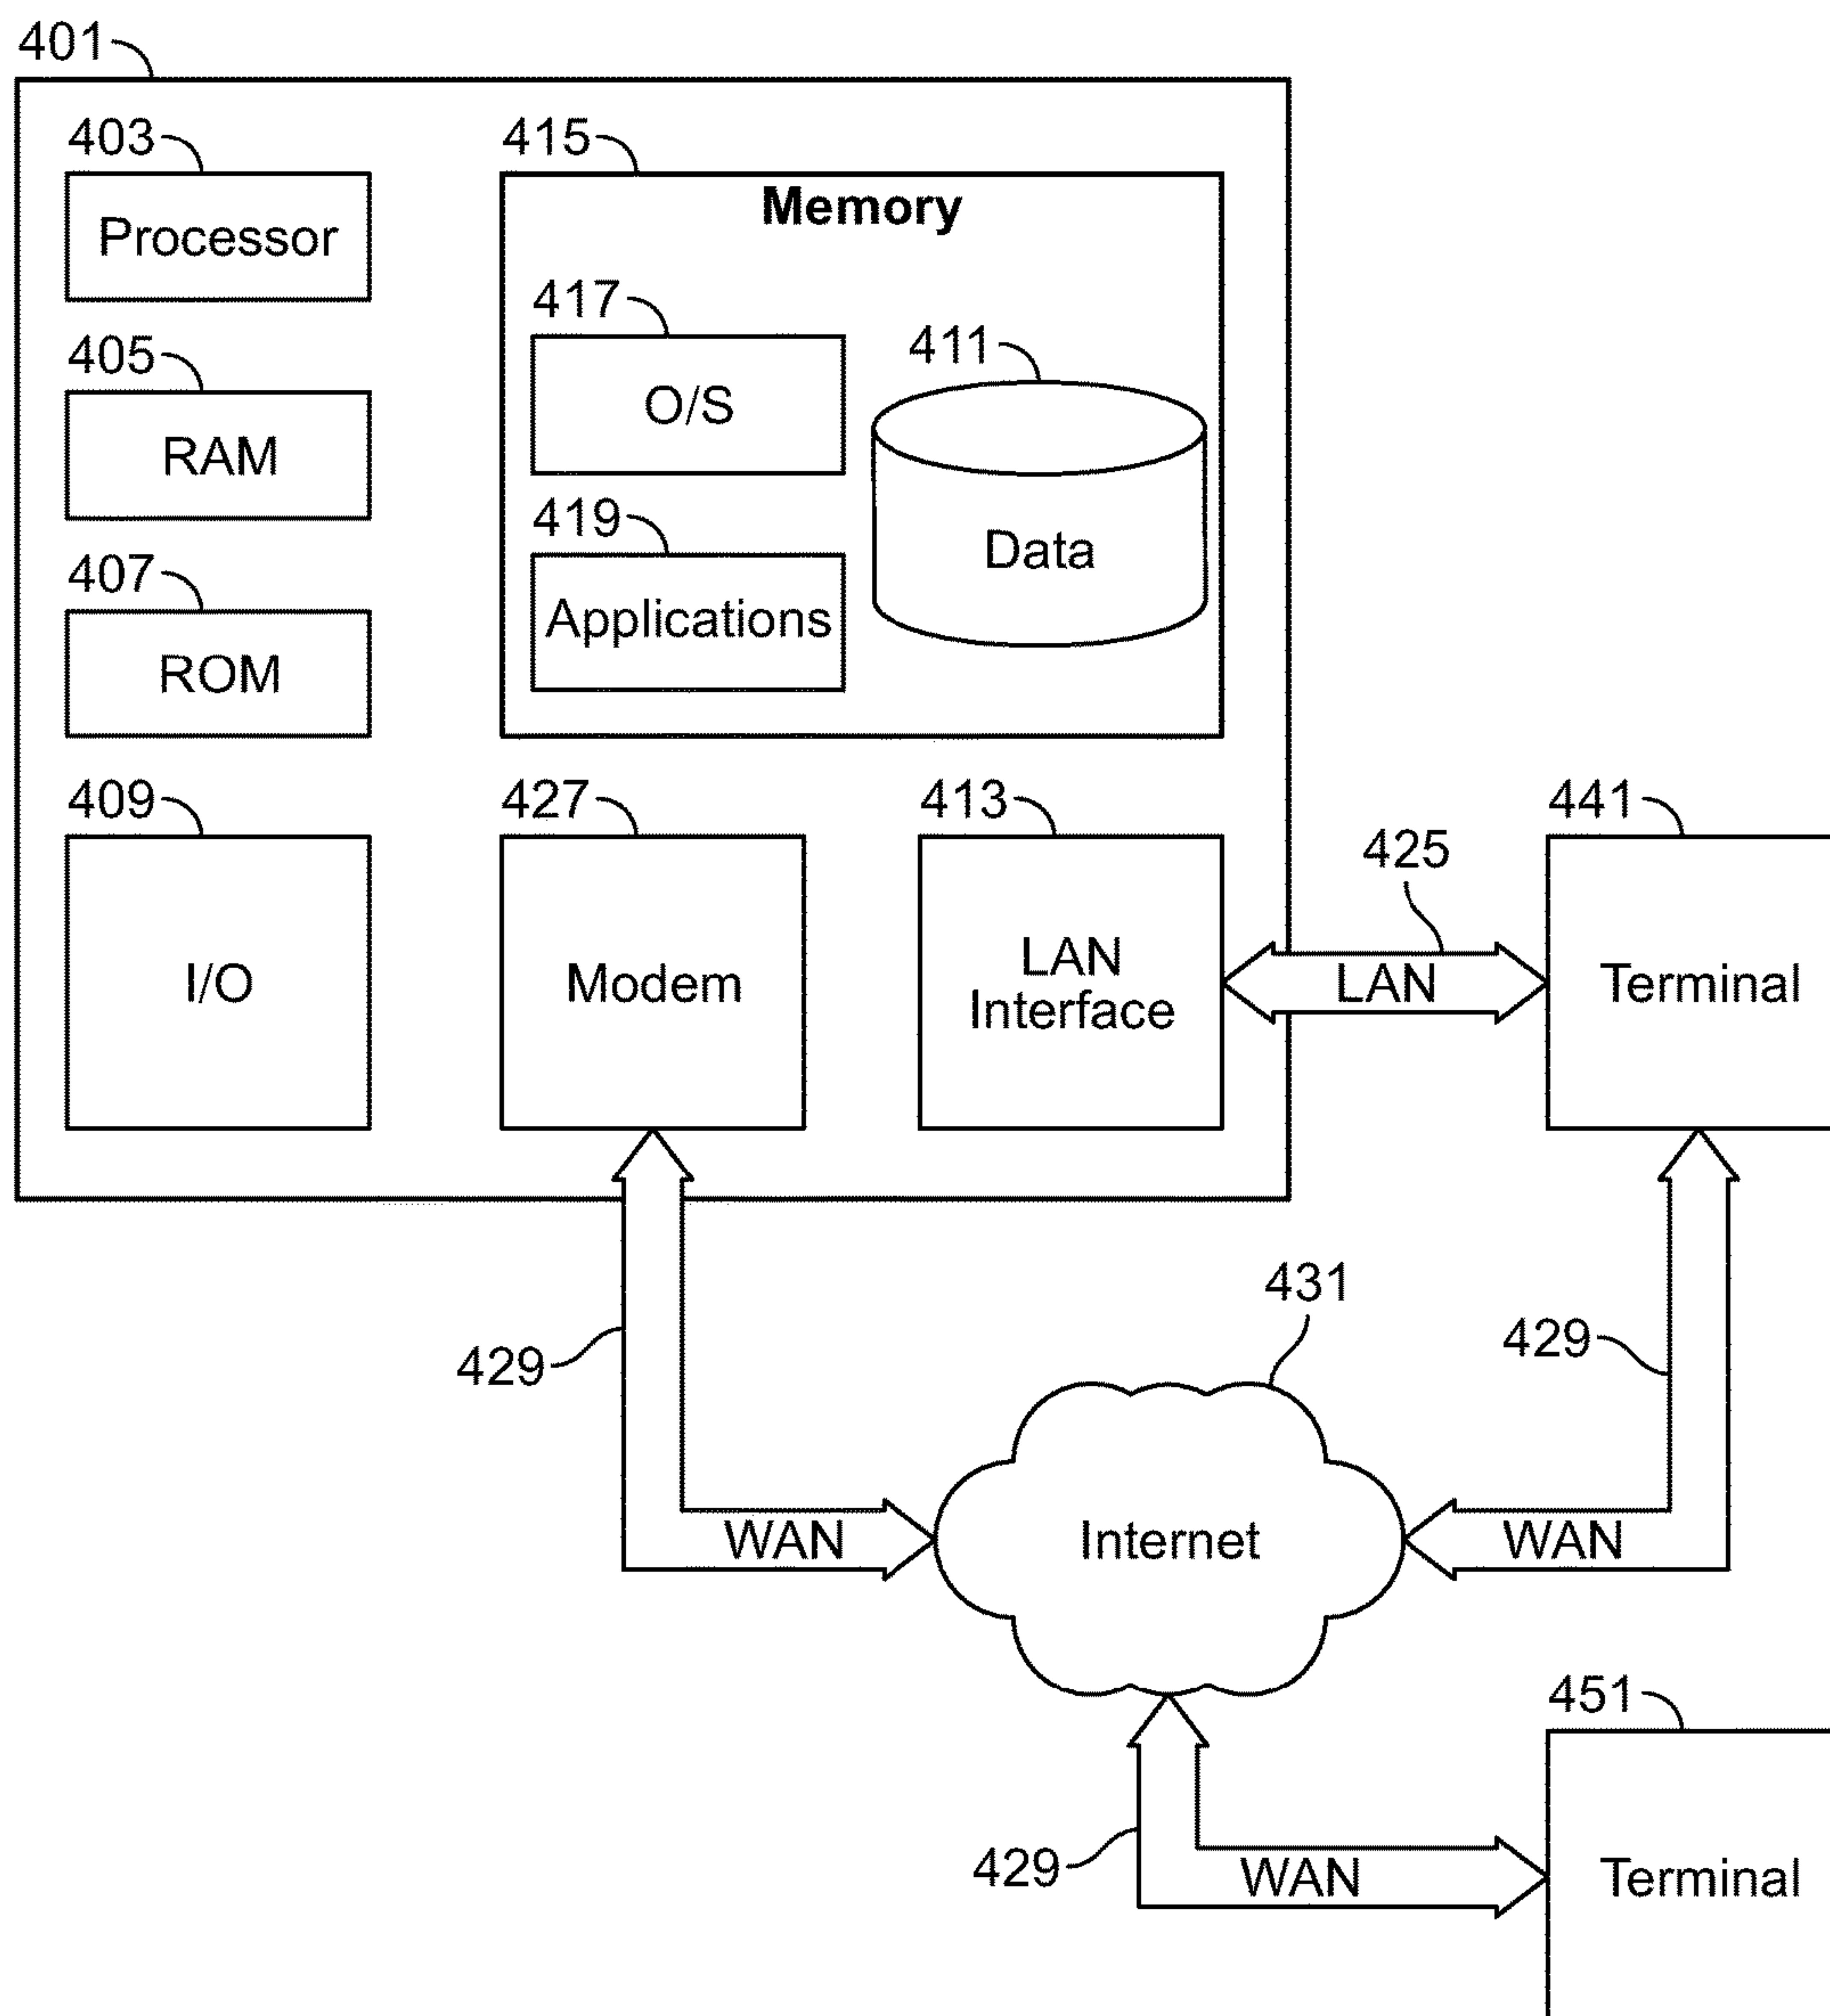 401
403
Processor
405
RAM
407
ROM
415
Memory
417
O/S
411
Data
419
Applications
409
I/O
427
Modem
413
LAN
Interface
425
LAN
441
Terminal
429
WAN
431
Internet
429
WAN
429
WAN
451
Terminal